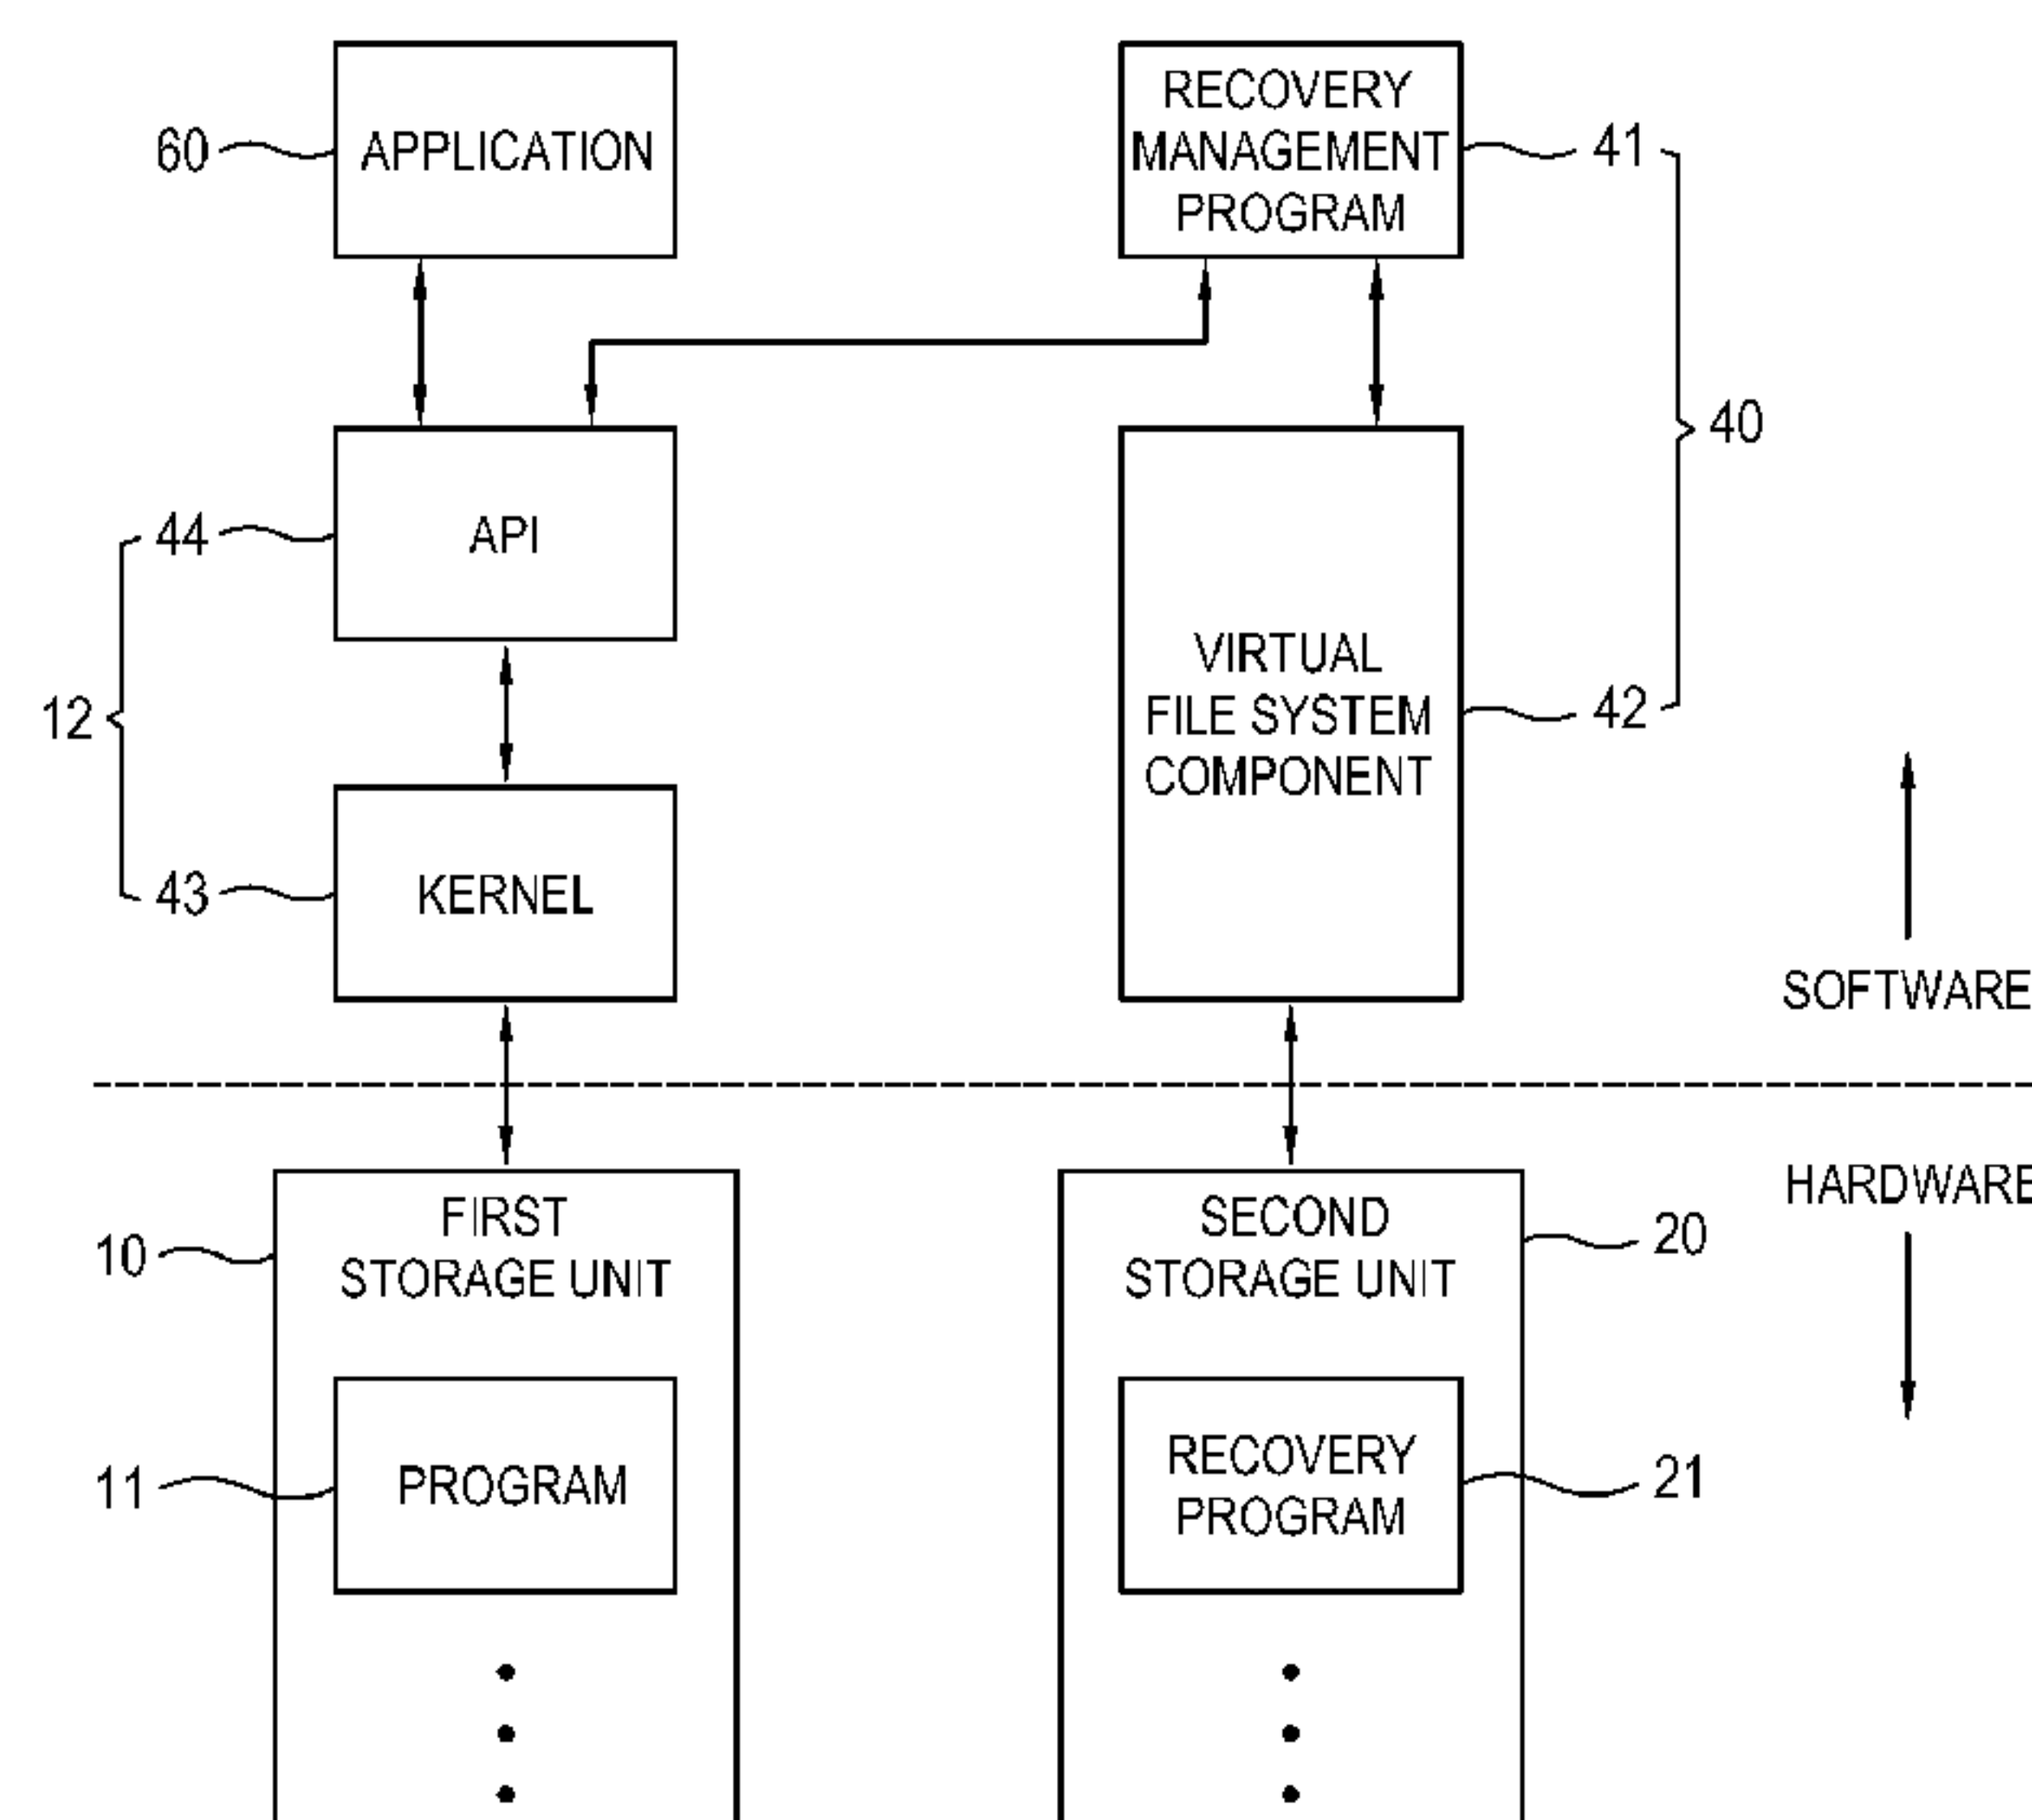 60
APPLICATION
RECOVERY
MANAGEMENT
PROGRAM
41
40
44
API
12
VIRTUAL
FILE SYSTEM
COMPONENT
42
43
KERNEL
SOFTWARE
HARDWARE
10
FIRST
STORAGE UNIT
SECOND
STORAGE UNIT
20
11
PROGRAM
RECOVERY
PROGRAM
21